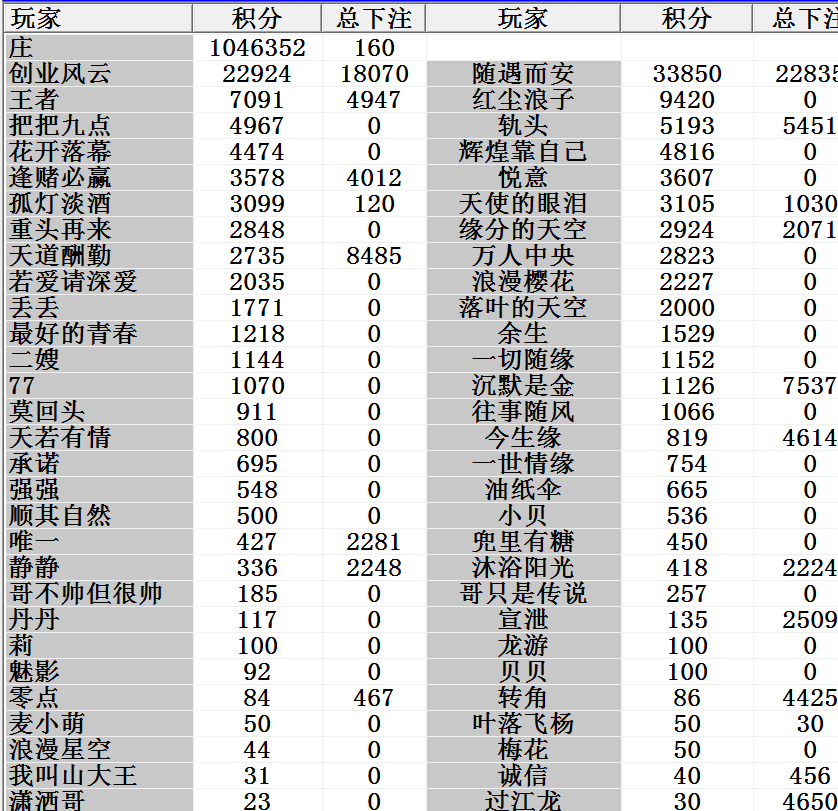 玩家 积分 总下注 玩家 积分 总下注
庄 1046352 160
创业风云 22924 18070 随遇而安 33850 22835
王者 7091 4947 红尘浪子 9420 0
把把九点 4967 0 轨头 5193 5451
花开落幕 4474 0 辉煌靠自己 4816 0
逢赌必赢 3578 4012 悦意 3607 0
孤灯淡酒 3099 120 天使的眼泪 3105 1030
重头再来 2848 0 缘分的天空 2924 2071
天道酬勤 2735 8485 万人中央 2823 0
若爱请深爱 2035 0 浪漫樱花 2227 0
丢丢 1771 0 落叶的天空 2000 0
最好的青春 1218 0 余生 1529 0
二嫂 1144 0 一切随缘 1152 0
77 1070 0 沉默是金 1126 7537
莫回头 911 0 往事随风 1066 0
天若有情 800 0 今生缘 819 4614
承诺 695 0 一世情缘 754 0
强强 548 0 油纸伞 665 0
顺其自然 500 0 小贝 536 0
唯一 427 2281 兜里有糖 450 0
静静 336 2248 沐浴阳光 418 2224
哥不帅但很帅 185 0 哥只是传说 257 0
丹丹 117 0 宣泄 135 2509
莉 100 0 龙游 100 0
魅影 92 0 贝贝 100 0
零点 84 467 转角 86 4425
麦小萌 50 0 叶落飞杨 50 30
浪漫星空 44 0 梅花 50 0
我叫山大王 31 0 诚信 40 456
潇洒哥 23 0 过江龙 30 4650